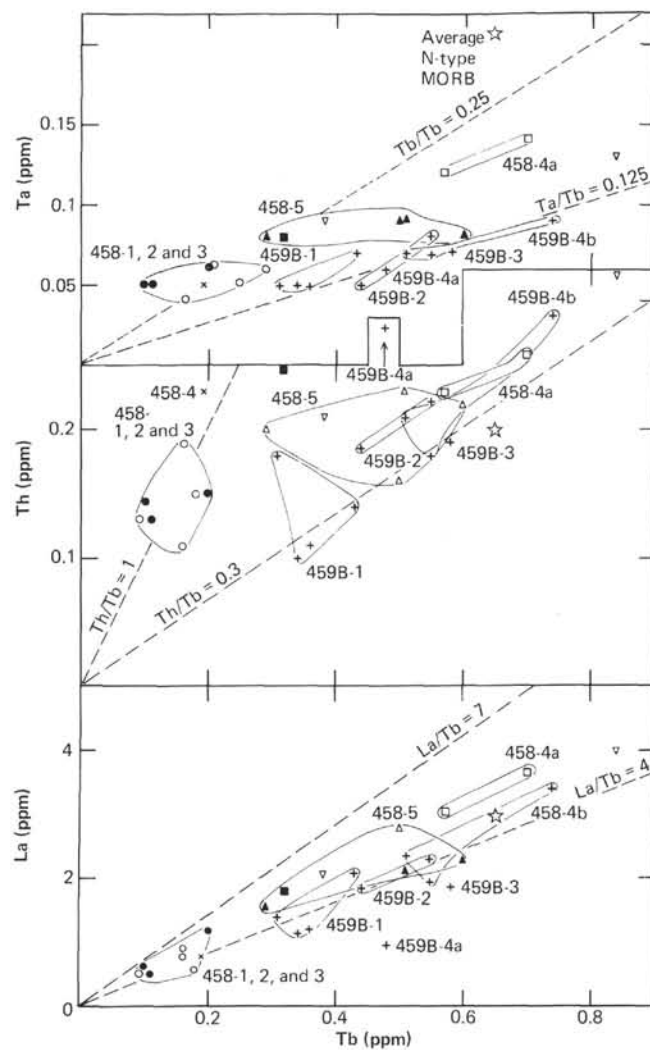 Average
N-type
MORB
Tb/Tb = 0.25
0.15
458-4a
Ta (ppm)
Ta/Tb = 0.125
0.1
458-5
458-1, 2 and 3
459B-1
459B-4b
459B-3
0.05
459B-2
459B-4b
459B-4a
458-4 ×
458-5
458-4a
458-
1, 2 and 3
0.2
459B-2
459B-3
Th (ppm)
0.1
459B-1
Th/Tb = 1
Th/Tb = 0.3
La/Tb = 7
4
458-4a
La/Tb = 4
La (ppm)
458-5
458-4b
2
459B-2
459B-3
459B-1
459B-4a
458-1, 2, and 3
0
0.2
0.4
0.6
0.8
Tb (ppm)